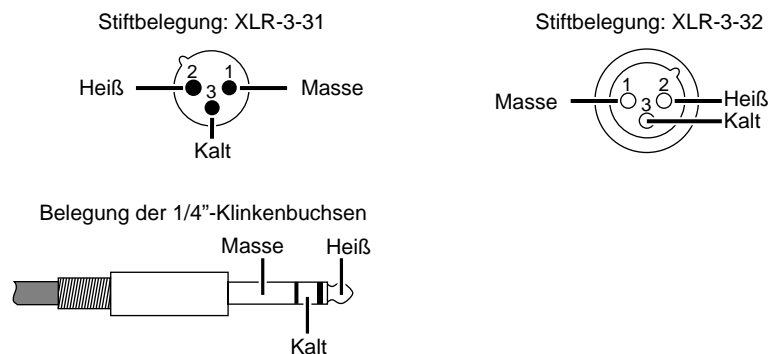 Stiftbelegung: XLR-3-31
2 1
Heiß 3 Masse
Kalt
Stiftbelegung: XLR-3-32
1 2
Masse 3 Heiß
Kalt
Belegung der 1/4”-Klinkenbuchsen
Masse Heiß
Kalt